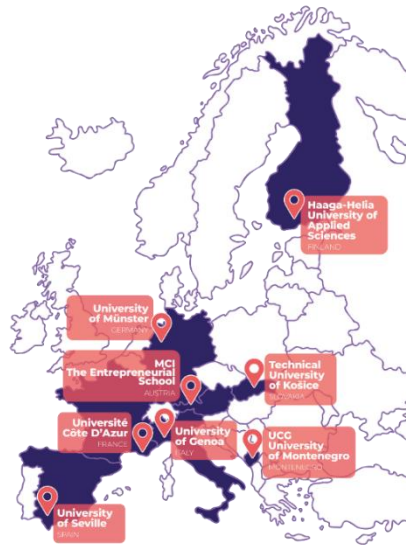 Haaga-Helia
University of
Applied
Sciences
FINLAND
University
of Münster
GERMANY
MCI
The Entrepreneurial
School
AUSTRIA
Technical
University
of Košice
SLOVAKIA
Université
Côte D'Azur
FRANCE
University
of Genoa
ITALY
UCG
University
of Montenegro
MONTENEGRO
University
of Seville
SPAIN